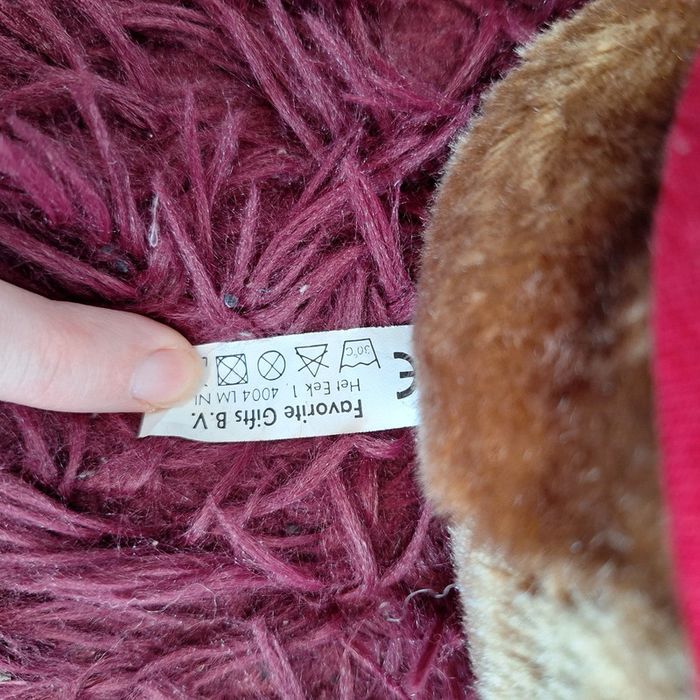 Favorite Gifts B.V.
Het Eek 1, 4004 LM
30°C
CE